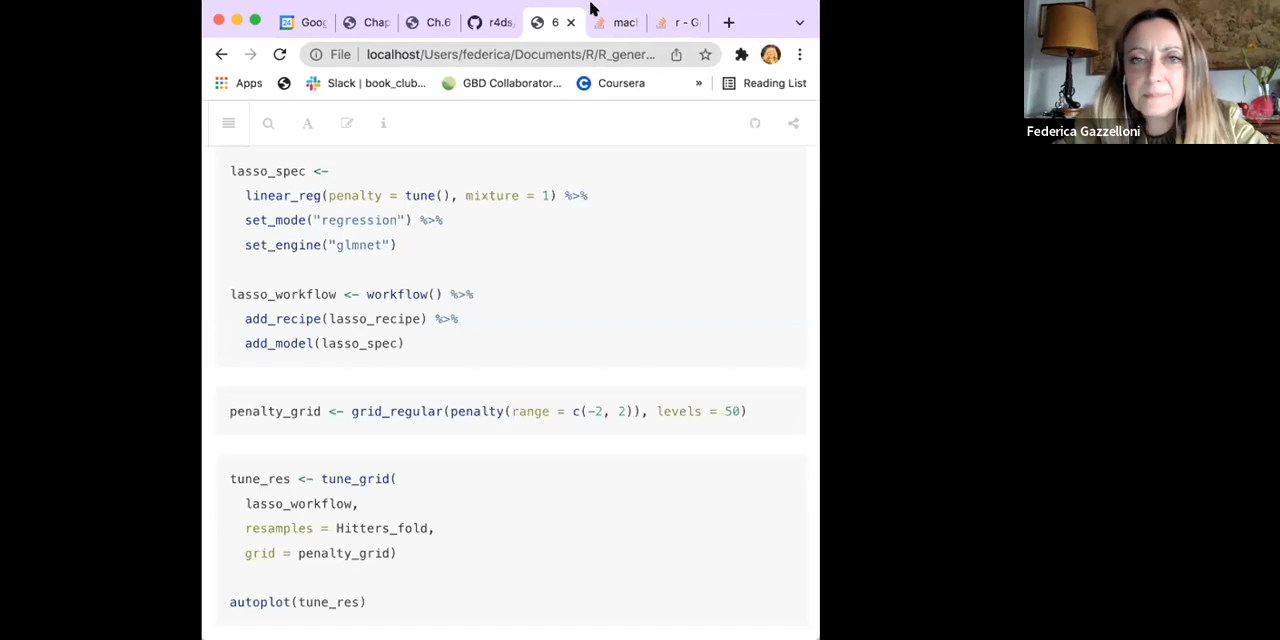 Goog
Chap
Ch.6
r4ds
6
mach
r - G
File
localhost/Users/federica/Documents/R/R_gener...
Apps
Slack | book_club...
GBD Collaborator...
Coursera
»
Reading List
lasso_spec <-
linear_reg(penalty = tune(), mixture = 1) %>%
set_mode("regression") %>%
set_engine("glmnet")
lasso_workflow <- workflow() %>%
add_recipe(lasso_recipe) %>%
add_model(lasso_spec)
penalty_grid <- grid_regular(penalty(range = c(-2, 2)), levels = 50)
tune_res <- tune_grid(
lasso_workflow,
resamples = Hitters_fold,
grid = penalty_grid)
autoplot(tune_res)
Federica Gazzelloni